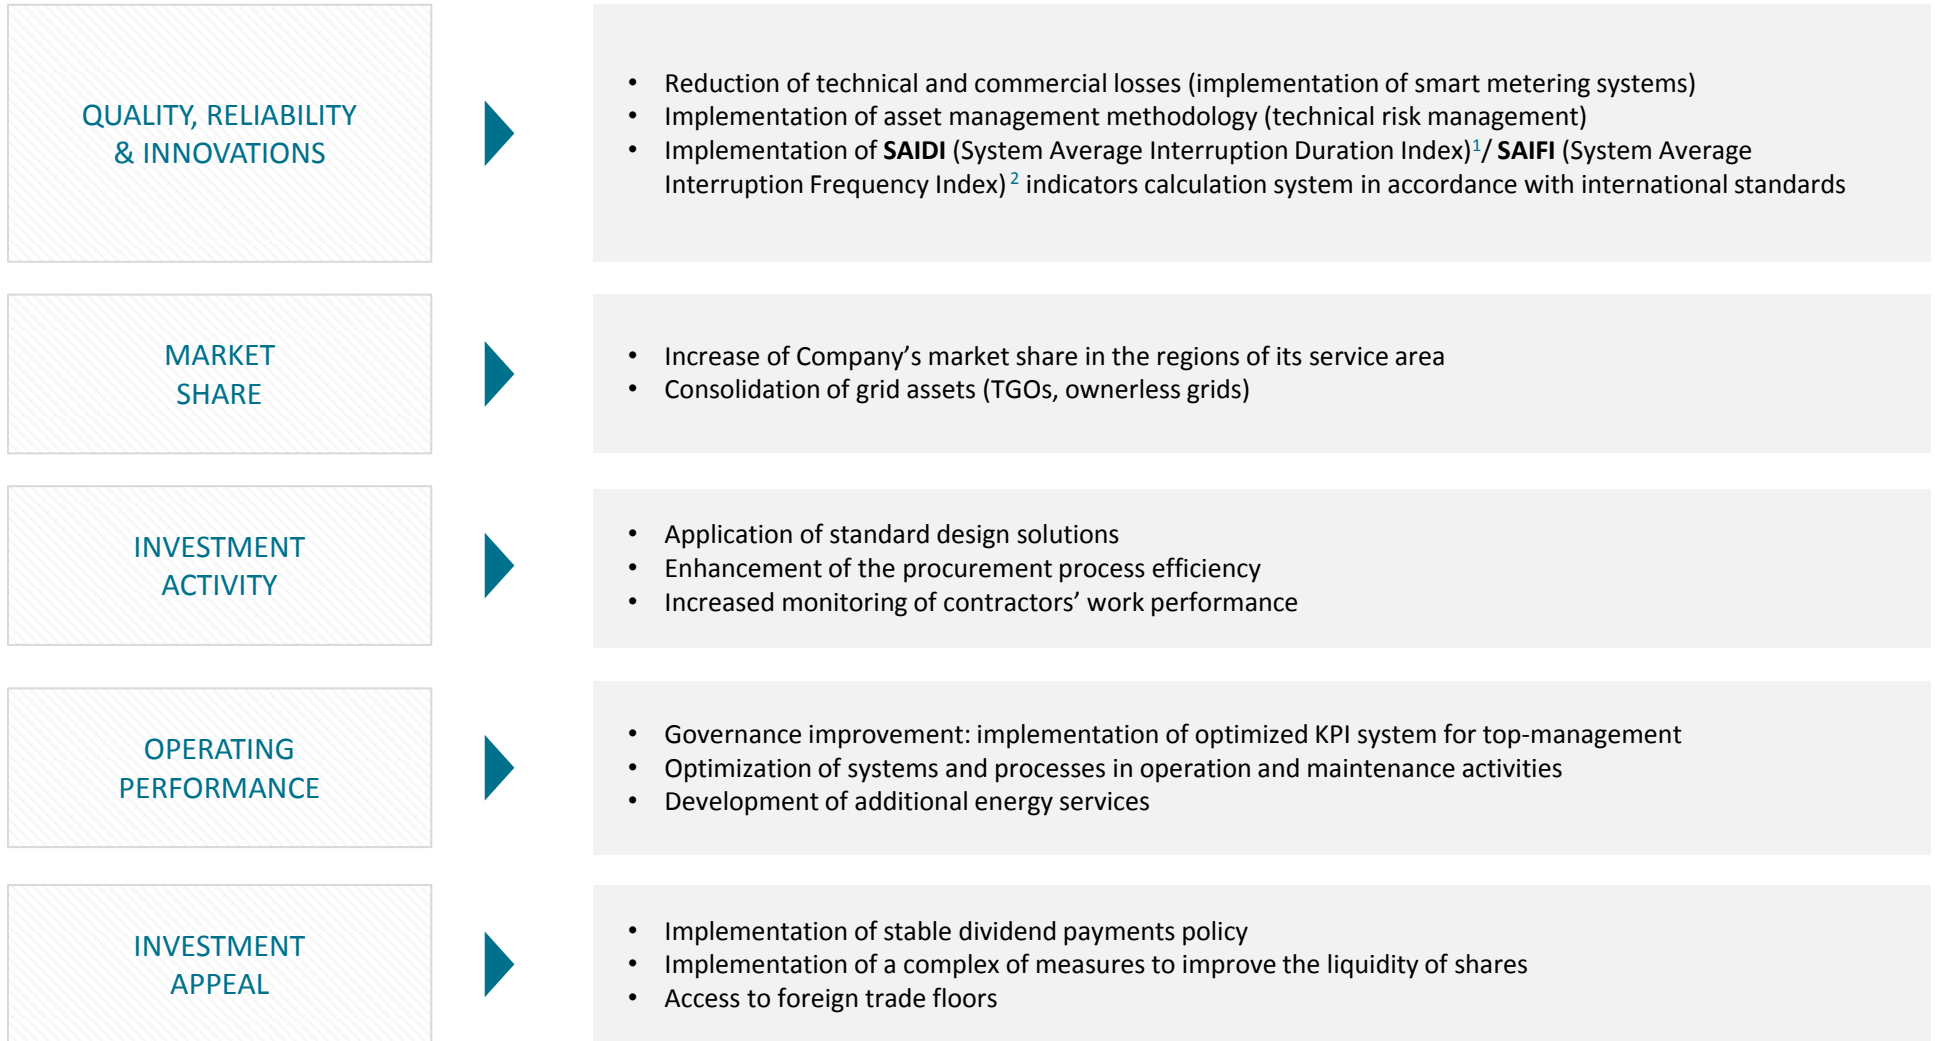 QUALITY, RELIABILITY
& INNOVATIONS
• Reduction of technical and commercial losses (implementation of smart metering systems)
• Implementation of asset management methodology (technical risk management)
• Implementation of SAIDI (System Average Interruption Duration Index)1/ SAIFI (System Average
Interruption Frequency Index) 2 indicators calculation system in accordance with international standards
MARKET
SHARE
• Increase of Company’s market share in the regions of its service area
• Consolidation of grid assets (TGOs, ownerless grids)
INVESTMENT
ACTIVITY
• Application of standard design solutions
• Enhancement of the procurement process efficiency
• Increased monitoring of contractors’ work performance
OPERATING
PERFORMANCE
• Governance improvement: implementation of optimized KPI system for top-management
• Optimization of systems and processes in operation and maintenance activities
• Development of additional energy services
INVESTMENT
APPEAL
• Implementation of stable dividend payments policy
• Implementation of a complex of measures to improve the liquidity of shares
• Access to foreign trade floors